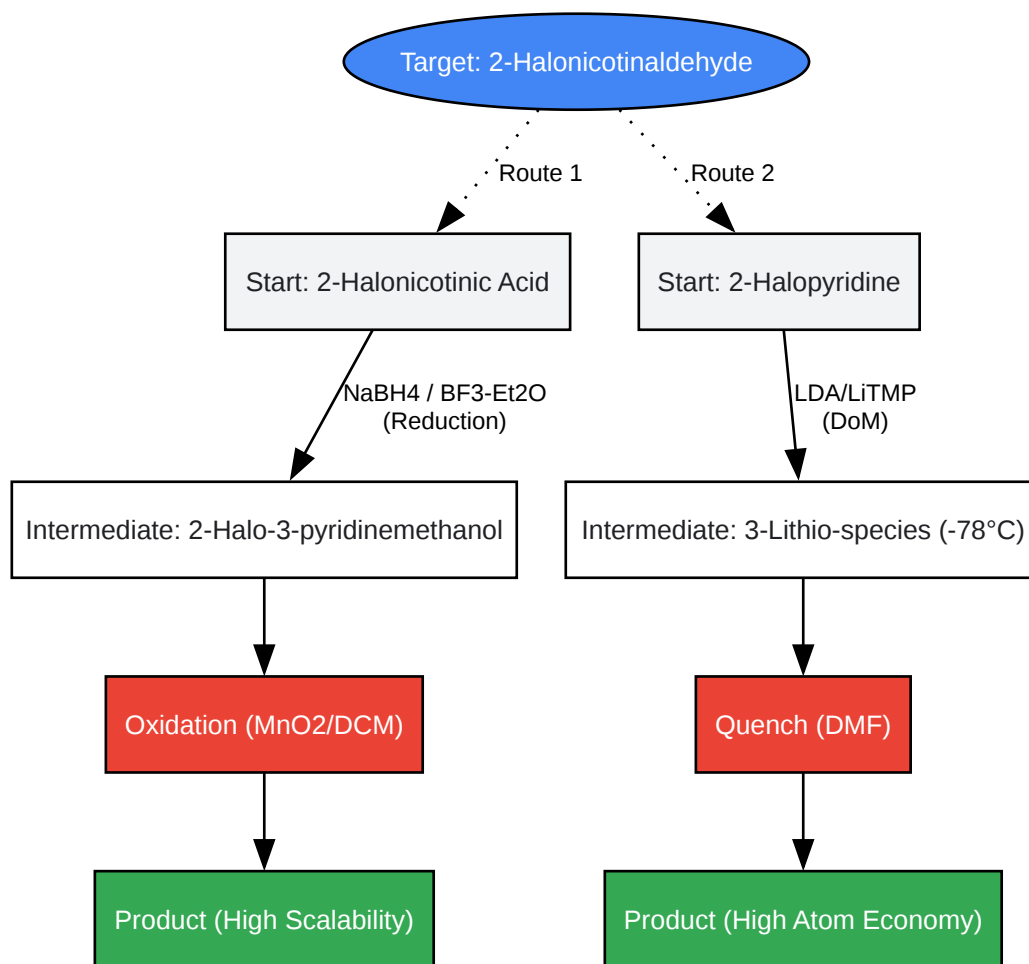 Target: 2-Halonicotinaldehyde
Route 1
Route 2
Start: 2-Halonicotinic Acid
Start: 2-Halopyridine
NaBH4 / BF3-Et2O
(Reduction)
LDA/LiTMP
(DoM)
Intermediate: 2-Halo-3-pyridinemethanol
Intermediate: 3-Lithio-species (-78°C)
Oxidation (MnO2/DCM)
Quench (DMF)
Product (High Scalability)
Product (High Atom Economy)